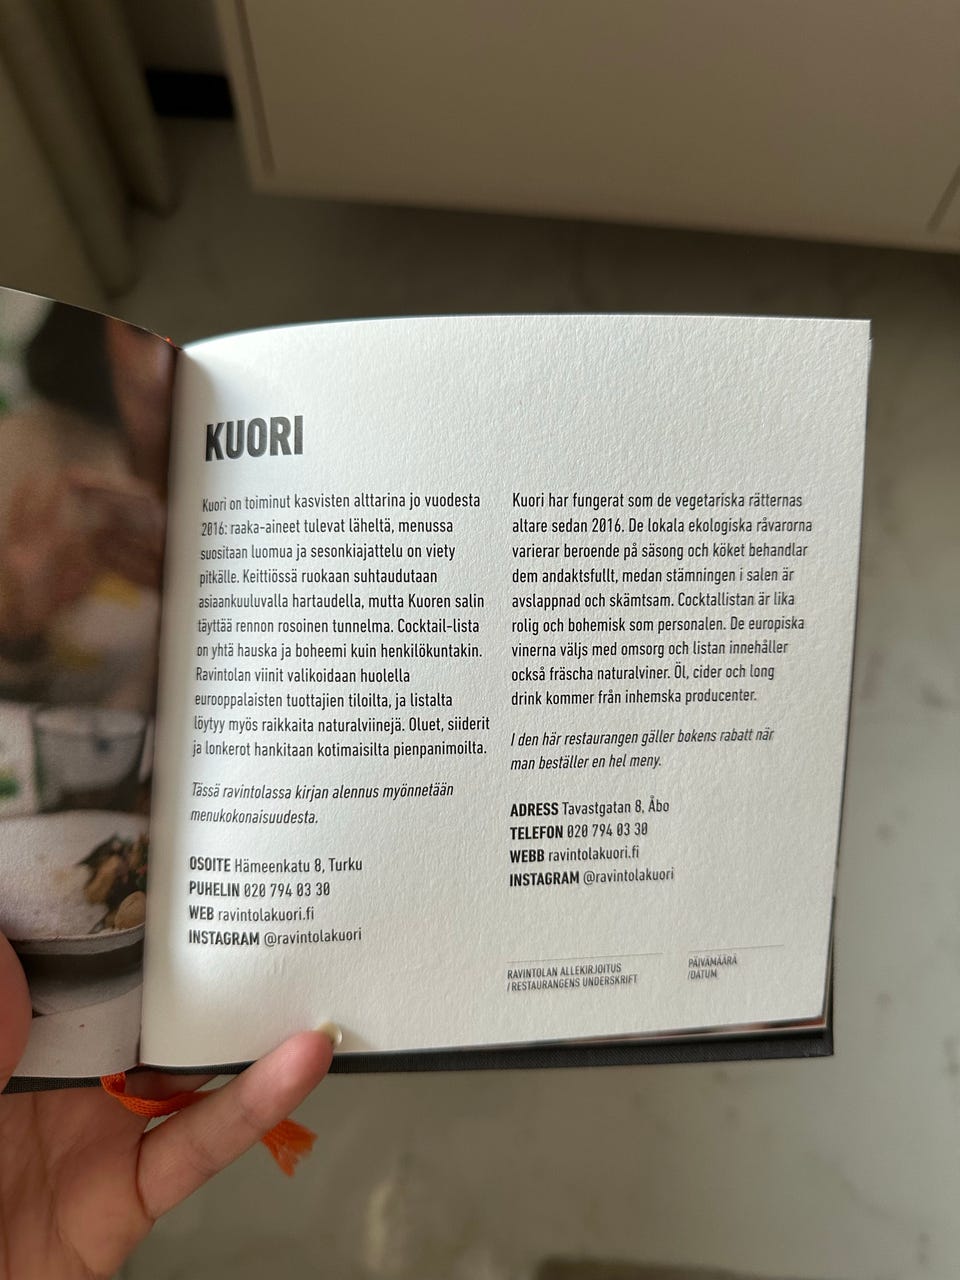 KUORI
Kuori on toiminut kasvisten alttarina jo vuodesta
2016: raaka-aineet tulevat läheltä, menussa
suositaan luomua ja sesonkiajattelu on viety
pitkälle. Keittiössä ruokaan suhtaudutaan
asiaankuuluvalla hartaudella, mutta Kuoren salin
täyttää rennon rosoinen tunnelma. Cocktail-lista
on yhtä hauska ja boheemi kuin henkilökuntakin.
Ravintolan viinit valikoidaan huolella
eurooppalaisten tuottajien tiloilta, ja listalta
löytyy myös raikkaita naturalviinejä. Oluet, siiderit
ja lonkerot hankitaan kotimaisilta pienpanimoilta.
Tässä ravintolassa kirjan alennus myönnetään
menukokonaisuudesta.
OSOITE Hämeenkatu 8, Turku
PUHELIN 020 794 03 30
WEB ravintolakuori.fi
INSTAGRAM @ravintolakuori
Kuori har fungerat som de vegetariska rätternas
altare sedan 2016. De lokala ekologiska råvarorna
varierar beroende på säsong och köket behandlar
dem andaktsfullt, medan stämningen i salen är
avslappnad och skämtsam. Cocktallistan är lika
rolig och bohemisk som personalen. De europiska
vinerna väljs med omsorg och listan innehåller
också fräscha naturalviner. Öl, cider och long
drink kommer från inhemska producenter.
I den här restaurangen gäller bokens rabatt när
man beställer en hel meny.
ADRESS Tavastgatan 8, Åbo
TELEFON 020 794 03 30
WEBB ravintolakuori.fi
INSTAGRAM @ravintolakuori
RAVINTOLAN ALLEKIRJOITUS
/RESTAURANGENS UNDERSKRIFT
PÄIVÄMÄÄRÄ
/DATUM